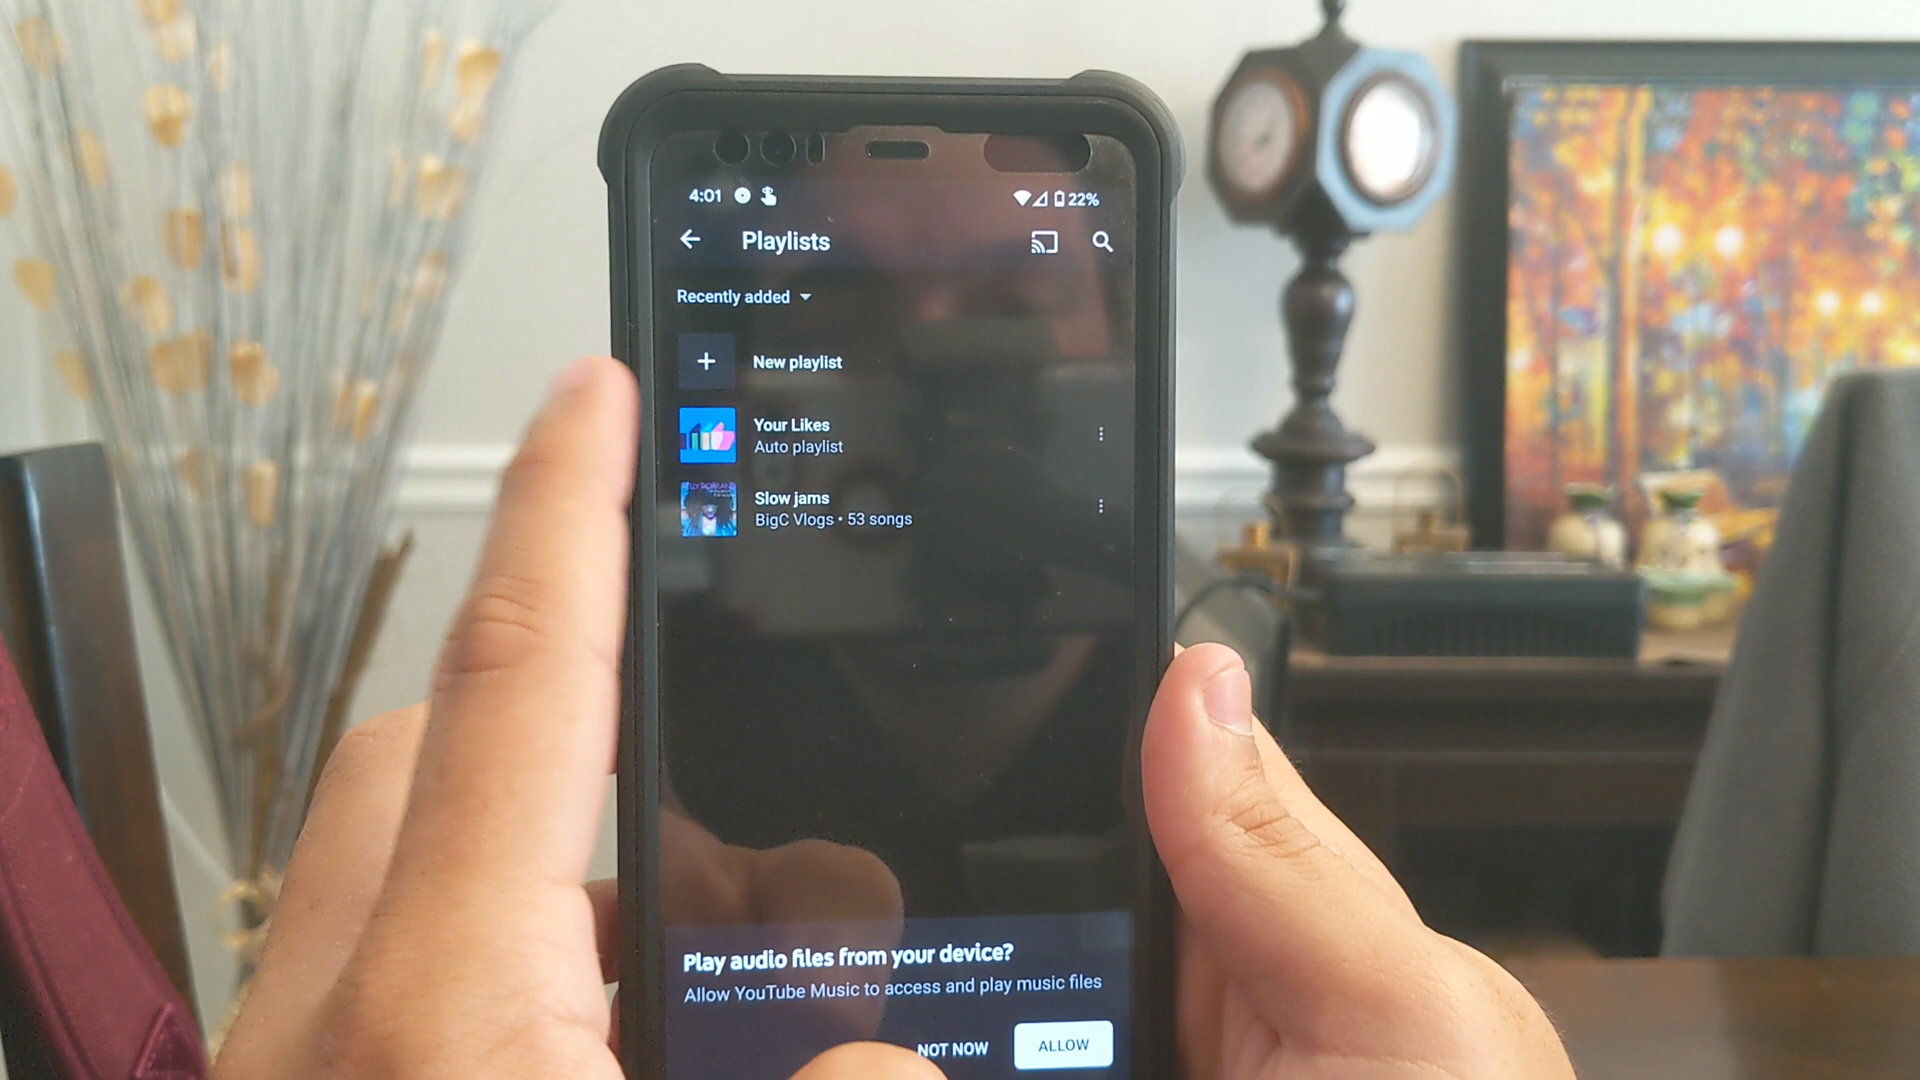 4:01
22%
Playlists
Recently added
New playlist
Your Likes
Auto playlist
Slow jams
BigC Vlogs • 53 songs
Play audio files from your device?
Allow YouTube Music to access and play music files
NOT NOW
ALLOW